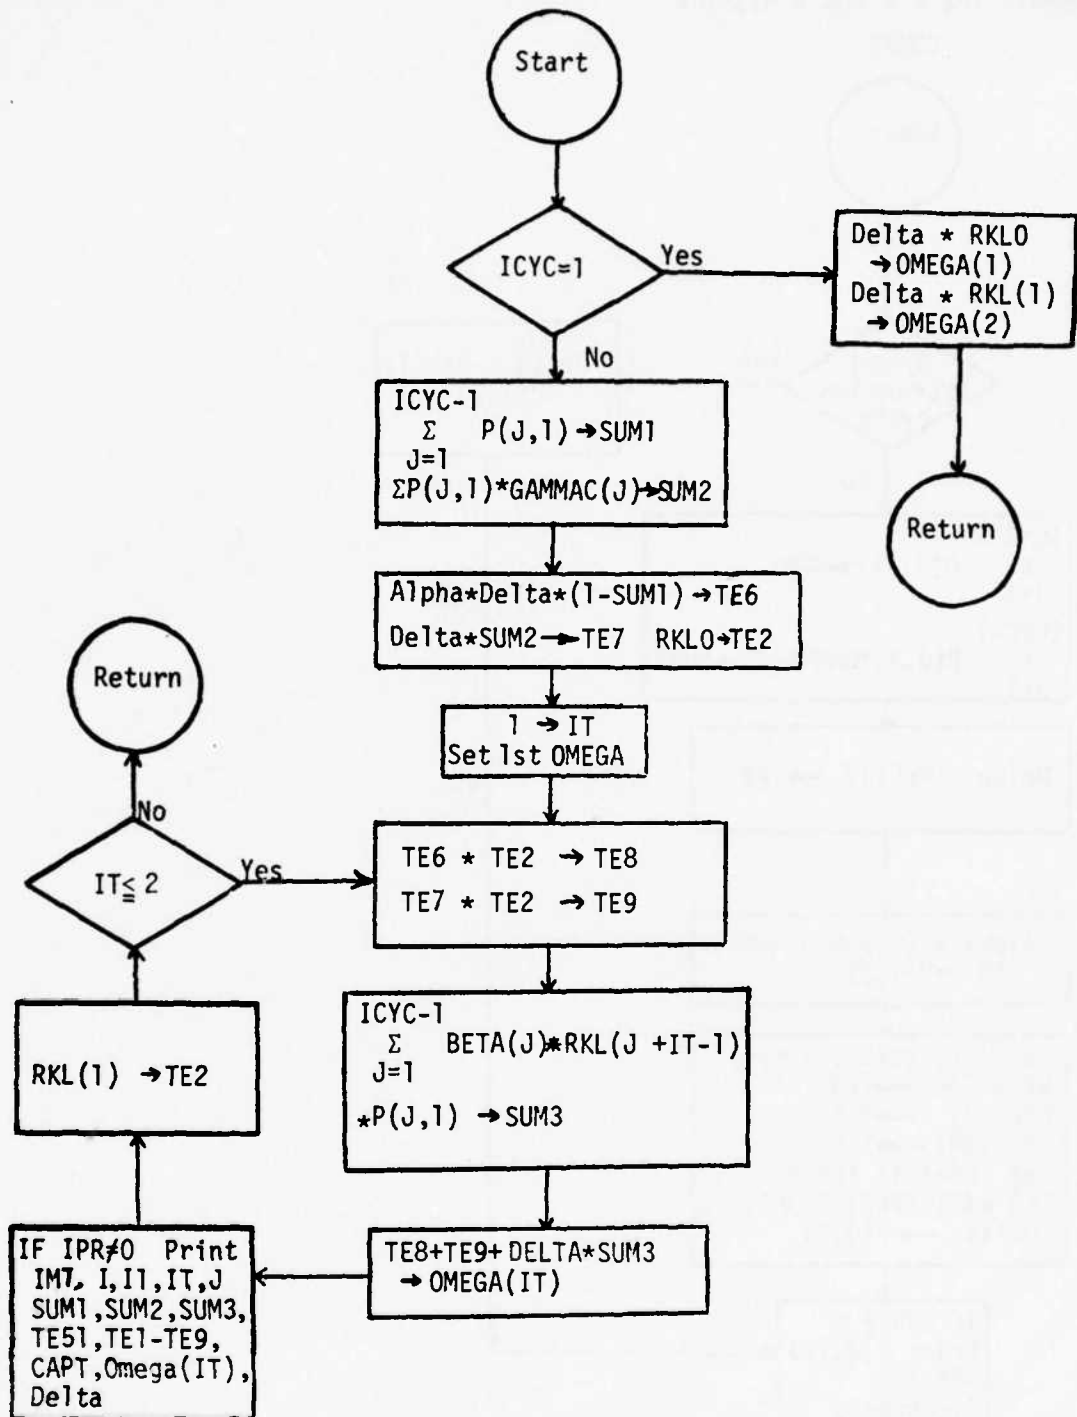 Start
ICYC=1
Yes
Delta * RKL0
→ OMEGA(1)
Delta * RKL(1)
→ OMEGA(2)
Return
No
ICYC-1
Σ P(J,1) → SUM1
J=1
ΣP(J,1)*GAMMAC(J)→SUM2
Alpha*Delta*(1-SUM1) → TE6
Delta*SUM2 → TE7 RKL0→TE2
1 → IT
Set 1st OMEGA
TE6 * TE2 → TE8
TE7 * TE2 → TE9
ICYC-1
Σ BETA(J)*RKL(J +IT-1)
J=1
*P(J,1) → SUM3
TE8+TE9+DELTA*SUM3
→ OMEGA(IT)
IF IPR≠0 Print
IM7, I,I1,IT,J
SUM1,SUM2,SUM3,
TE51,TE1-TE9,
CAPT,Omega(IT),
Delta
RKL(1) → TE2
IT≦ 2
Yes
No
Return